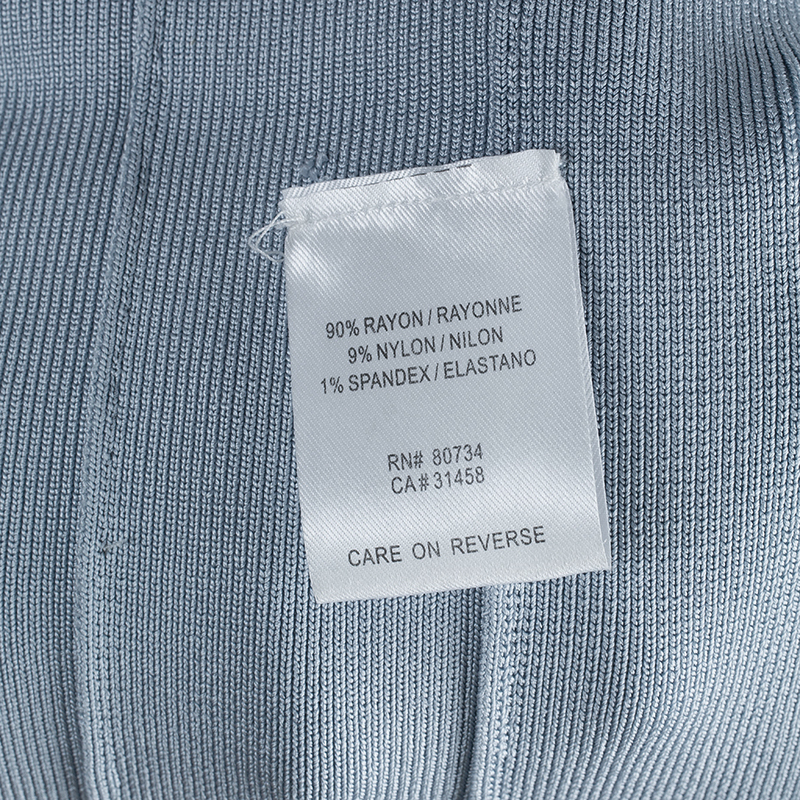 90% RAYON / RAYONNE
9% NYLON / NILON
1% SPANDEX / ELASTANO
RN# 80734
CA# 31458
CARE ON REVERSE